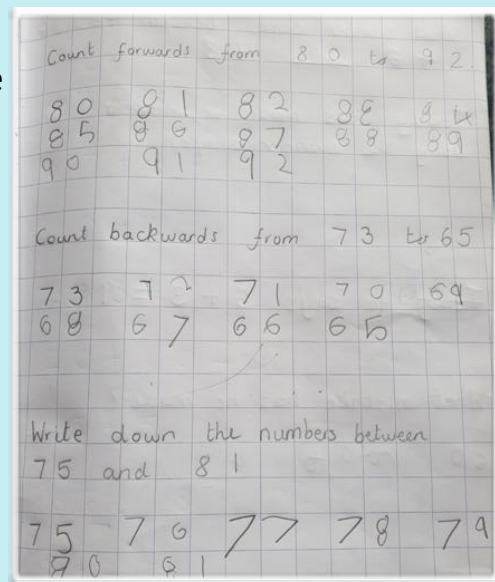 e
Count forwards from 80 to 92.
80 81 82 83 84
85 86 87 88 89
90 91 92
Count backwards from 73 to 65
73 72 71 70 69
68 67 66 65
Write down the numbers between
75 and 81
75 76 77 78 79
80 81